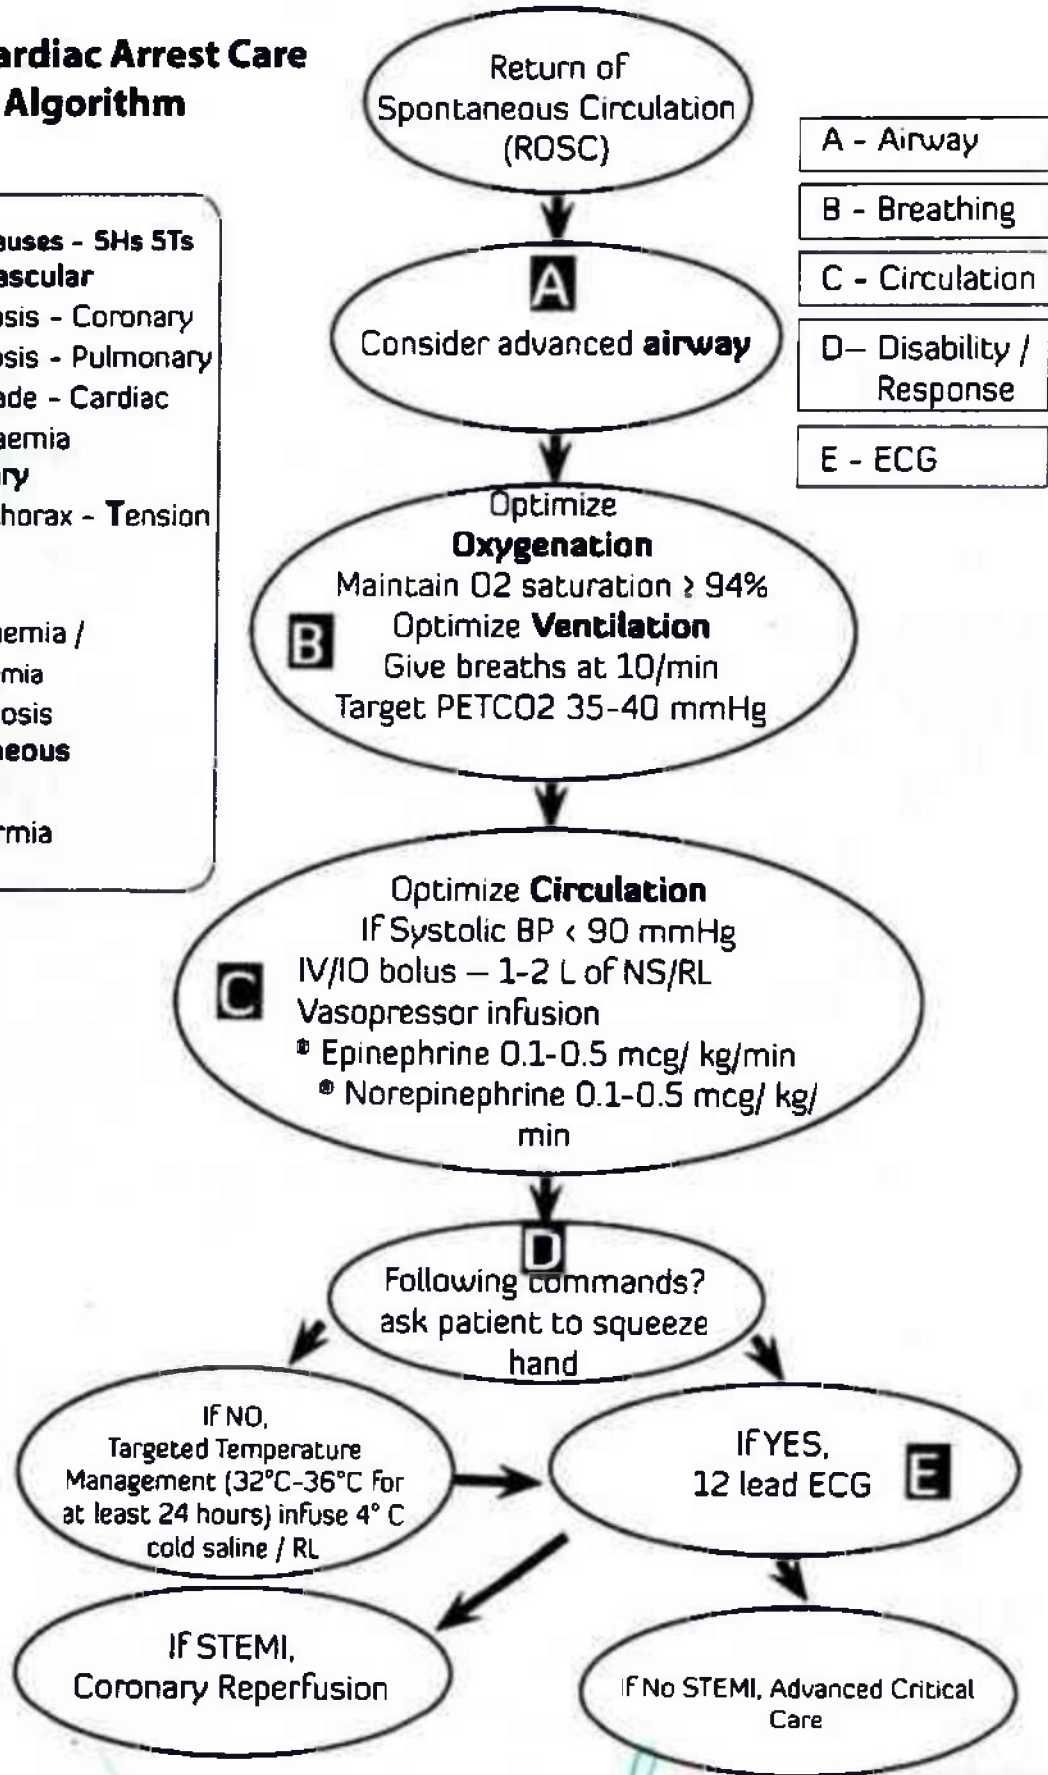 ardiac Arrest Care
Algorithm
auses - 5Hs 5Ts
ascular
osis - Coronary
osis - Pulmonary
ade - Cardiac
aemia
ry
horax - Tension
aemia /
mia
osis
neous
rmia
Return of
Spontaneous Circulation
(ROSC)
A - Airway
B - Breathing
C - Circulation
D– Disability /
Response
E - ECG
A
Consider advanced airway
Optimize
Oxygenation
Maintain O2 saturation ≥ 94%
Optimize Ventilation
B
Give breaths at 10/min
Target PETCO2 35-40 mmHg
Optimize Circulation
If Systolic BP < 90 mmHg
C
IV/IO bolus – 1-2 L of NS/RL
Vasopressor infusion
Epinephrine 0.1-0.5 mcg/ kg/min
Norepinephrine 0.1-0.5 mcg/ kg/
min
D
Following commands?
ask patient to squeeze
hand
If NO,
Targeted Temperature
Management (32°C-36°C for
at least 24 hours) infuse 4° C
cold saline / RL
If YES,
12 lead ECG
E
If STEMI,
Coronary Reperfusion
If No STEMI, Advanced Critical
Care